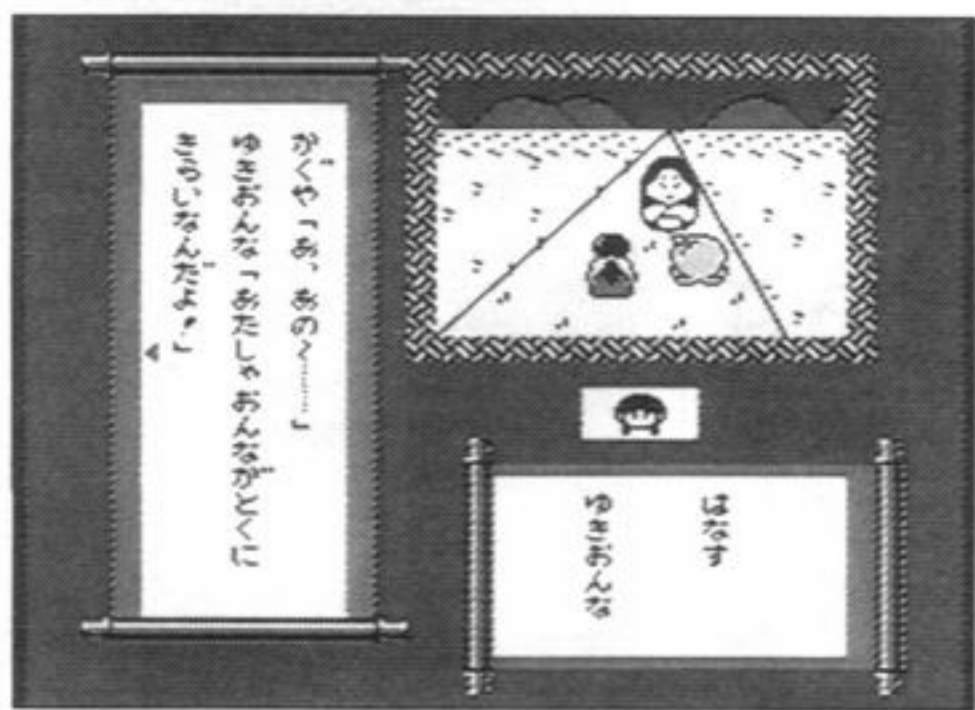 かぐや「あ、あの〜………」
ゆきおんな「あたしゃおんながとくに
きらいなんだよ。」
はなす
ゆきおんな